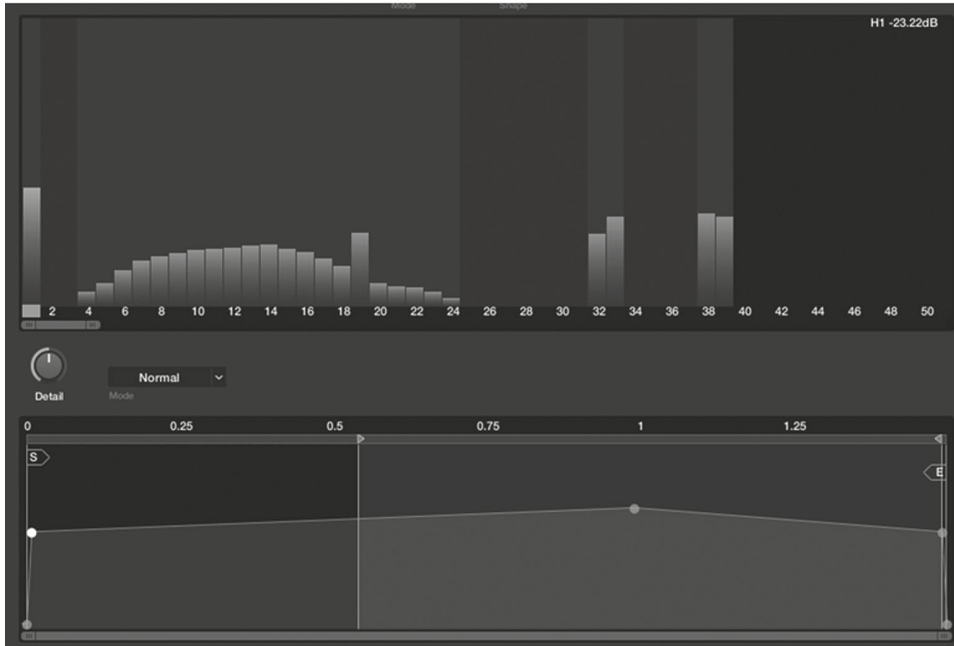 Mode Shape
H1 -23.22dB
2 4 6 8 10 12 14 16 18 20 22 24 26 28 30 32 34 36 38 40 42 44 46 48 50
Normal
Detail Mode
0 0.25 0.5 0.75 1 1.25
S E